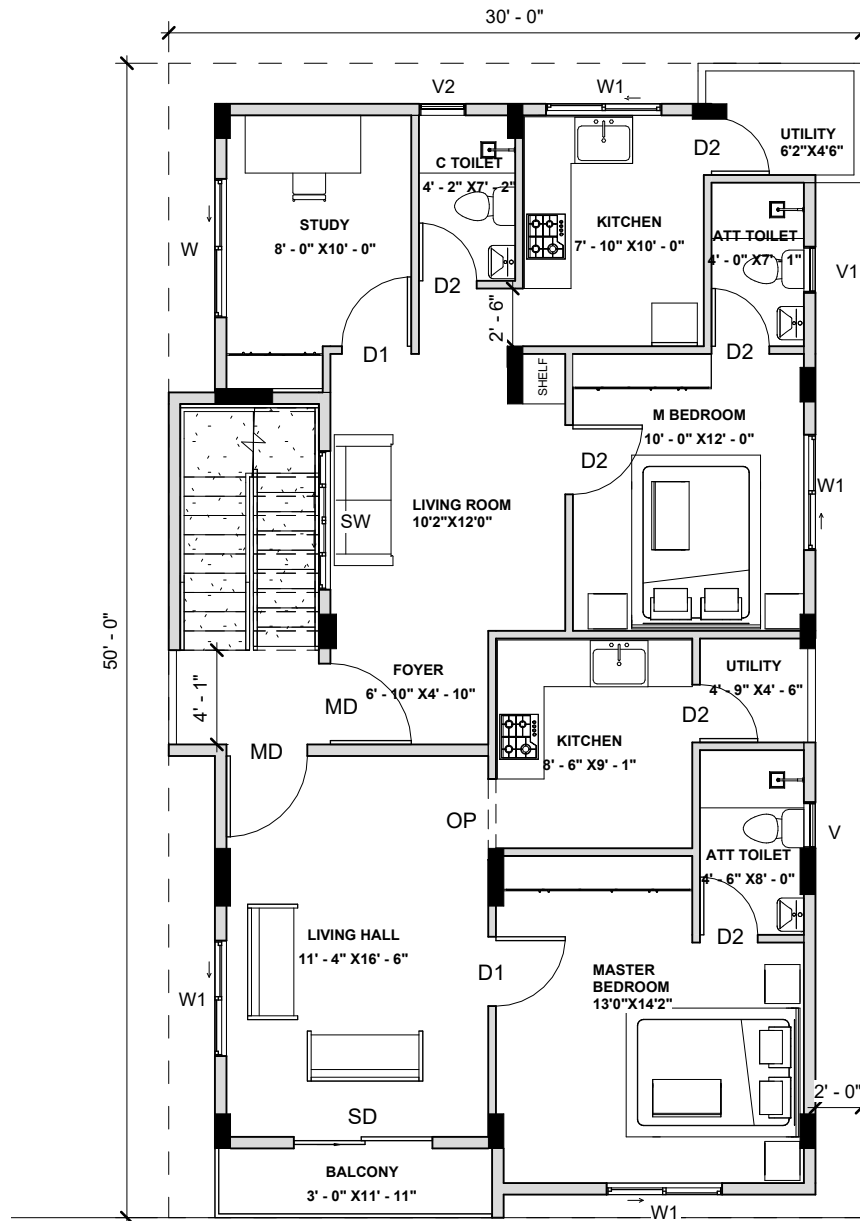 30' - 0"
V2
W1
UTILITY
6'2"X4'6"
D2
C TOILET
4' - 2"X7' - 2"
STUDY
8' - 0"X10' - 0"
KITCHEN
7' - 10"X10' - 0"
ATT TOILET
4' - 0"X7' - 1"
W
V1
D2
2' - 6"
D1
D2
SHELF
M BEDROOM
10' - 0"X12' - 0"
D2
W1
LIVING ROOM
10'2"X12'0"
SW
50' - 0"
FOYER
6' - 10"X4' - 10"
UTILITY
4' - 9"X4' - 6"
4' - 1"
MD
D2
KITCHEN
8' - 6"X9' - 1"
MD
OP
V
ATT TOILET
4' - 6"X8' - 0"
LIVING HALL
11' - 4"X16' - 6"
D2
D1
MASTER
BEDROOM
13'0"X14'2"
W1
2' - 0"
SD
BALCONY
3' - 0"X11' - 11"
W1